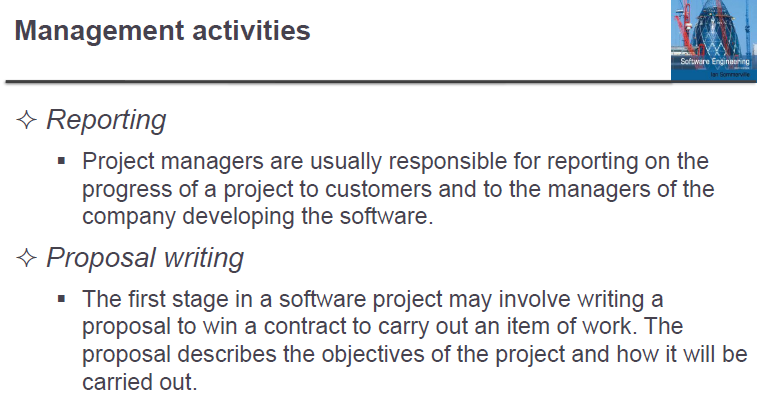 Management activities
Software Engineering
Ian Sommerville
Reporting
Project managers are usually responsible for reporting on the
progress of a project to customers and to the managers of the
company developing the software.
Proposal writing
The first stage in a software project may involve writing a
proposal to win a contract to carry out an item of work. The
proposal describes the objectives of the project and how it will be
carried out.